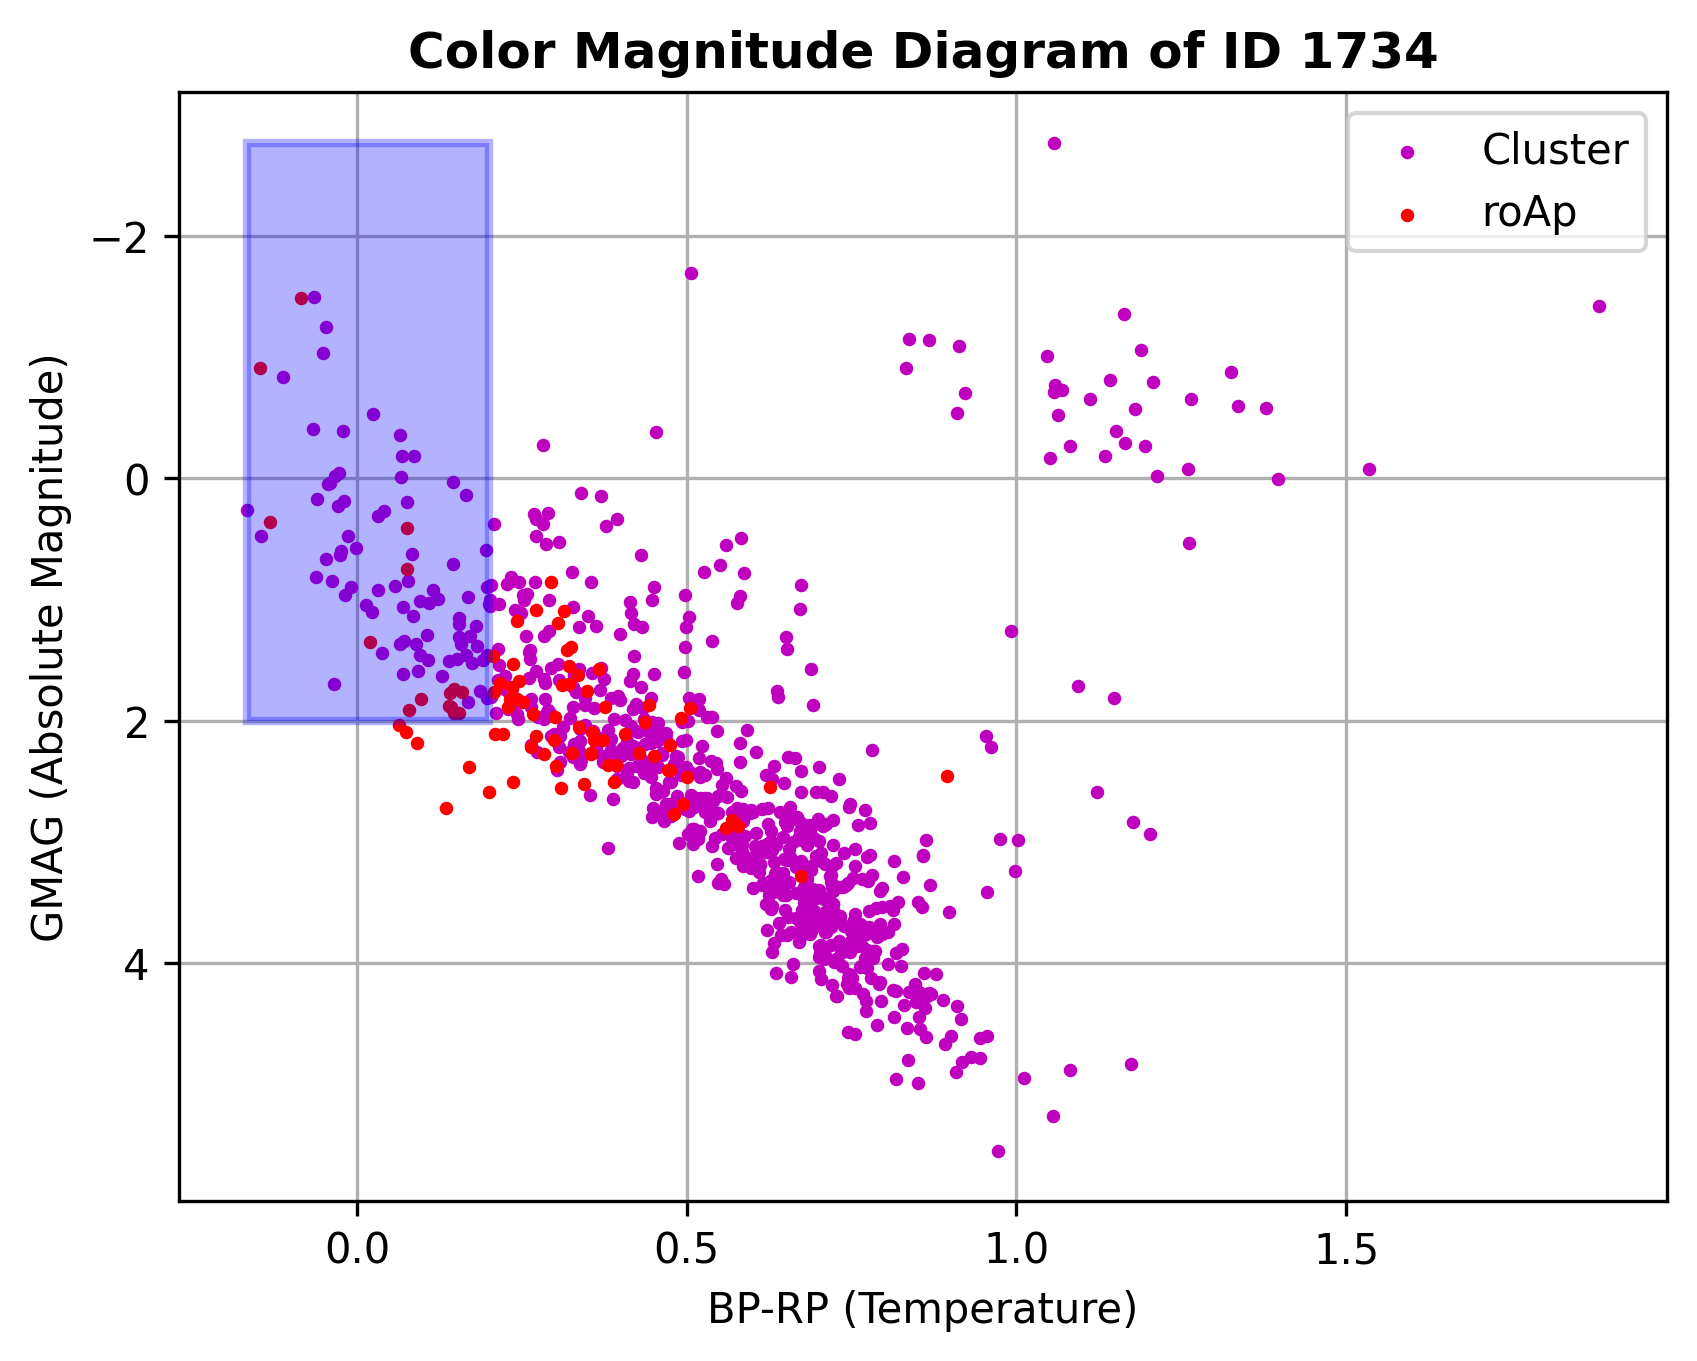 Color Magnitude Diagram of ID 1734
Cluster
roAp
−2
0
2
4
GMAG (Absolute Magnitude)
0.0 0.5 1.0 1.5
BP-RP (Temperature)